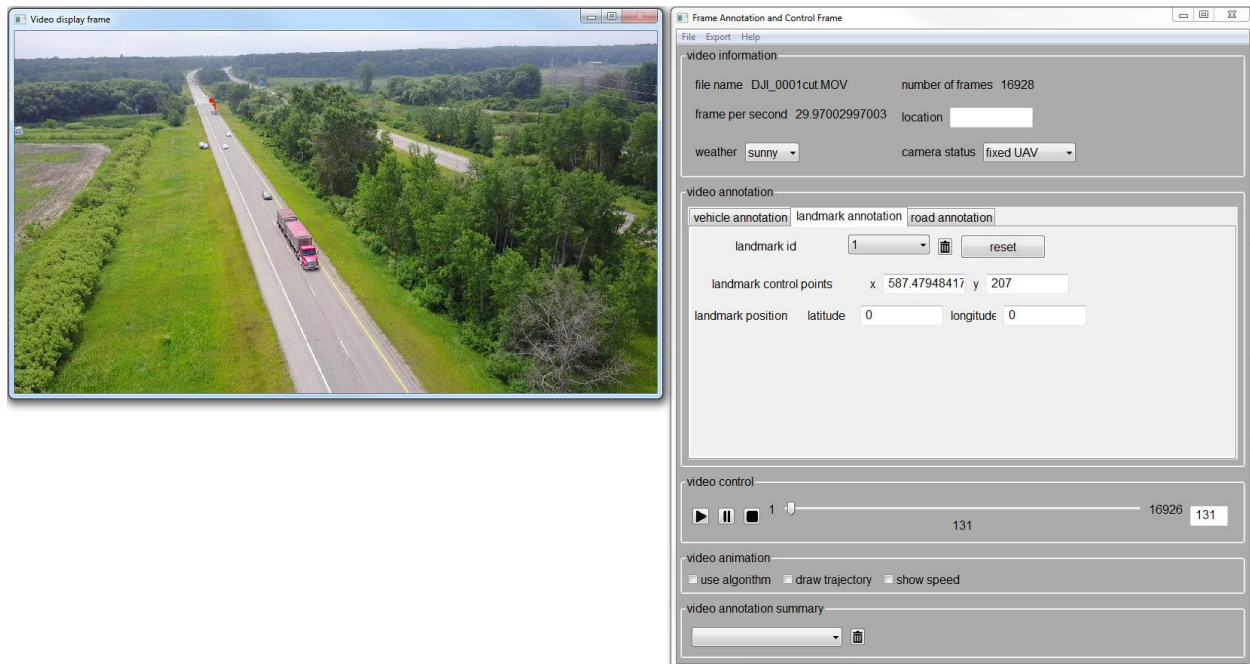 Video display frame
Frame Annotation and Control Frame
File Export Help
video information
file name DJI_0001cut.MOV number of frames 16928
frame per second 29.97002997003 location
weather sunny camera status fixed UAV
video annotation
vehicle annotation landmark annotation road annotation
landmark id 1 reset
landmark control points x 587.47948417 y 207
landmark position latitude 0 longitude 0
video control
1 16926 131
131
video animation
use algorithm draw trajectory show speed
video annotation summary